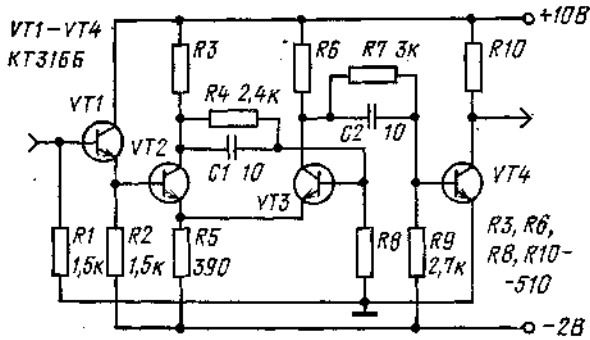 VT1-VT4
КТ316Б
+10В
R3
R6
R7 3к
R10
R4 2,4к
VT1
VT2
C2 10
C1 10
VT3
VT4
R1
1,5к
R2
1,5к
R5
390
R8
R9
2,7к
R3, R6,
R8, R10-
-510
-2В